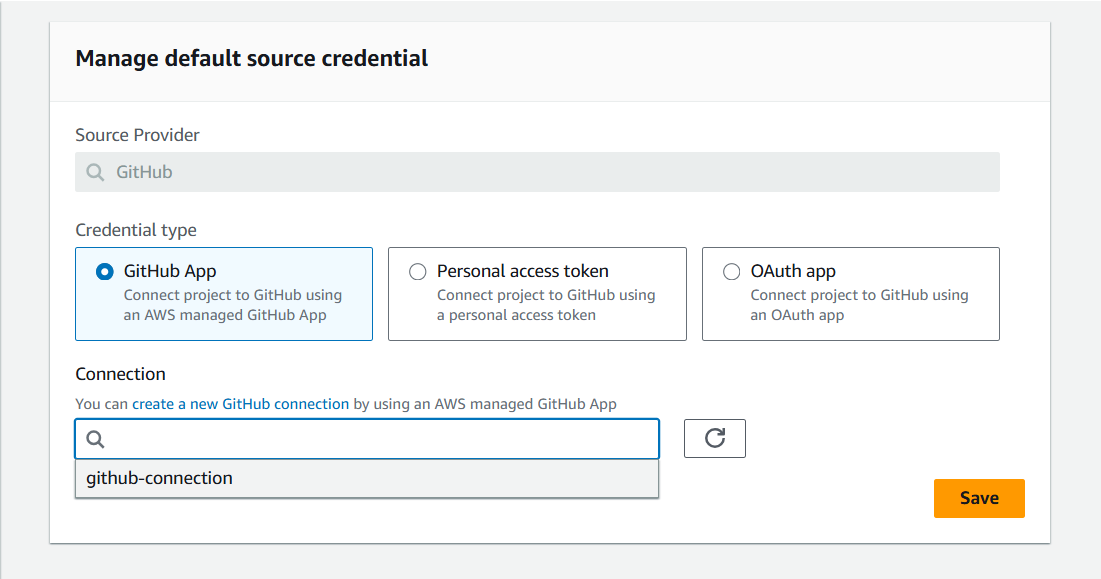 Manage default source credential
Source Provider
GitHub
Credential type
GitHub App
Connect project to GitHub using
an AWS managed GitHub App
Personal access token
Connect project to GitHub using
a personal access token
OAuth app
Connect project to GitHub using
an OAuth app
Connection
You can create a new GitHub connection by using an AWS managed GitHub App
github-connection
Save